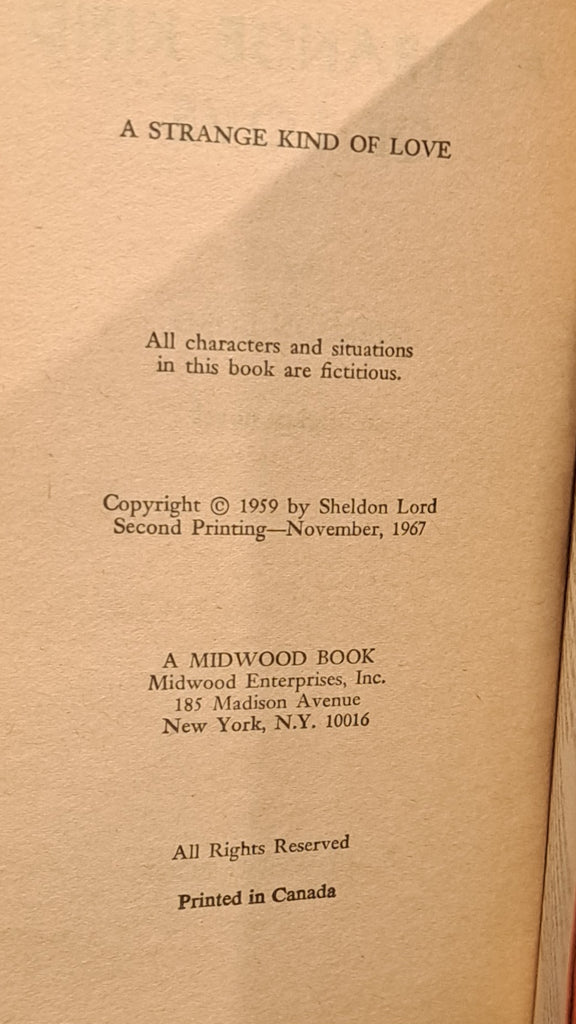 A STRANGE KIND OF LOVE
All characters and situations
in this book are fictitious.
Copyright © 1959 by Sheldon Lord
Second Printing—November, 1967
A MIDWOOD BOOK
Midwood Enterprises, Inc.
185 Madison Avenue
New York, N.Y. 10016
All Rights Reserved
Printed in Canada